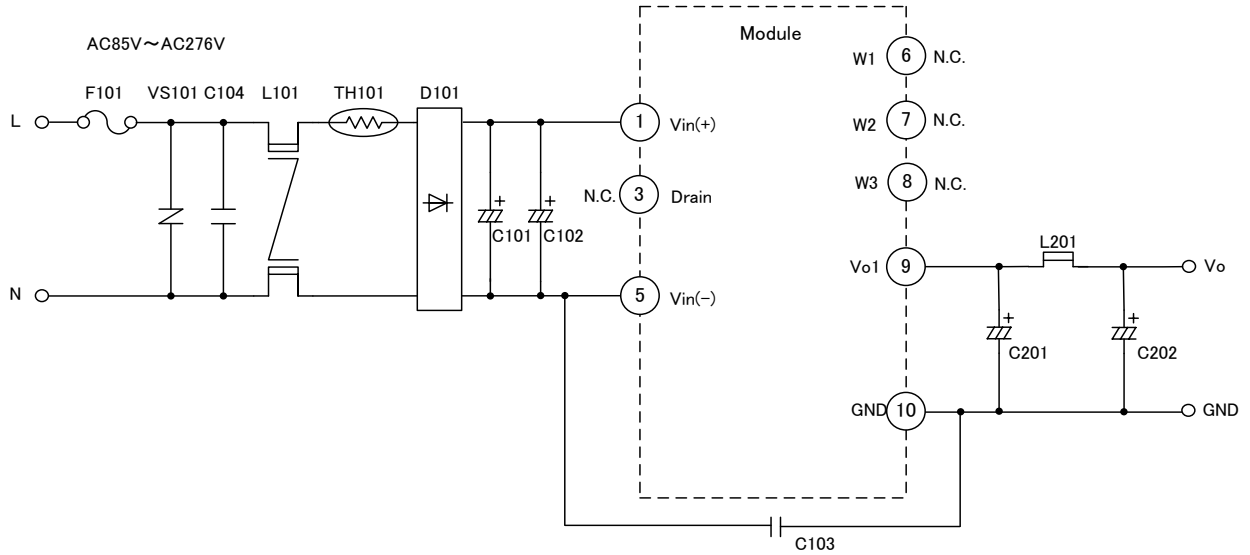 AC85V～AC276V
Module
F101
VS101
C104
L101
TH101
D101
L
N
1
Vin(+)
N.C.
3
Drain
5
Vin(-)
+
C101
+
C102
W1
6
N.C.
W2
7
N.C.
W3
8
N.C.
Vo1
9
L201
Vo
+
C201
+
C202
GND
10
GND
C103